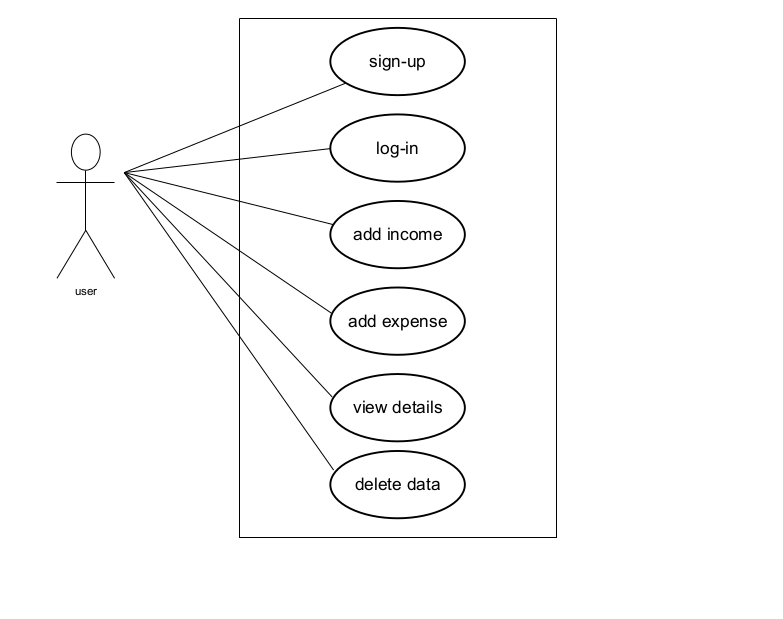 sign-up
log-in
add income
add expense
view details
delete data
user